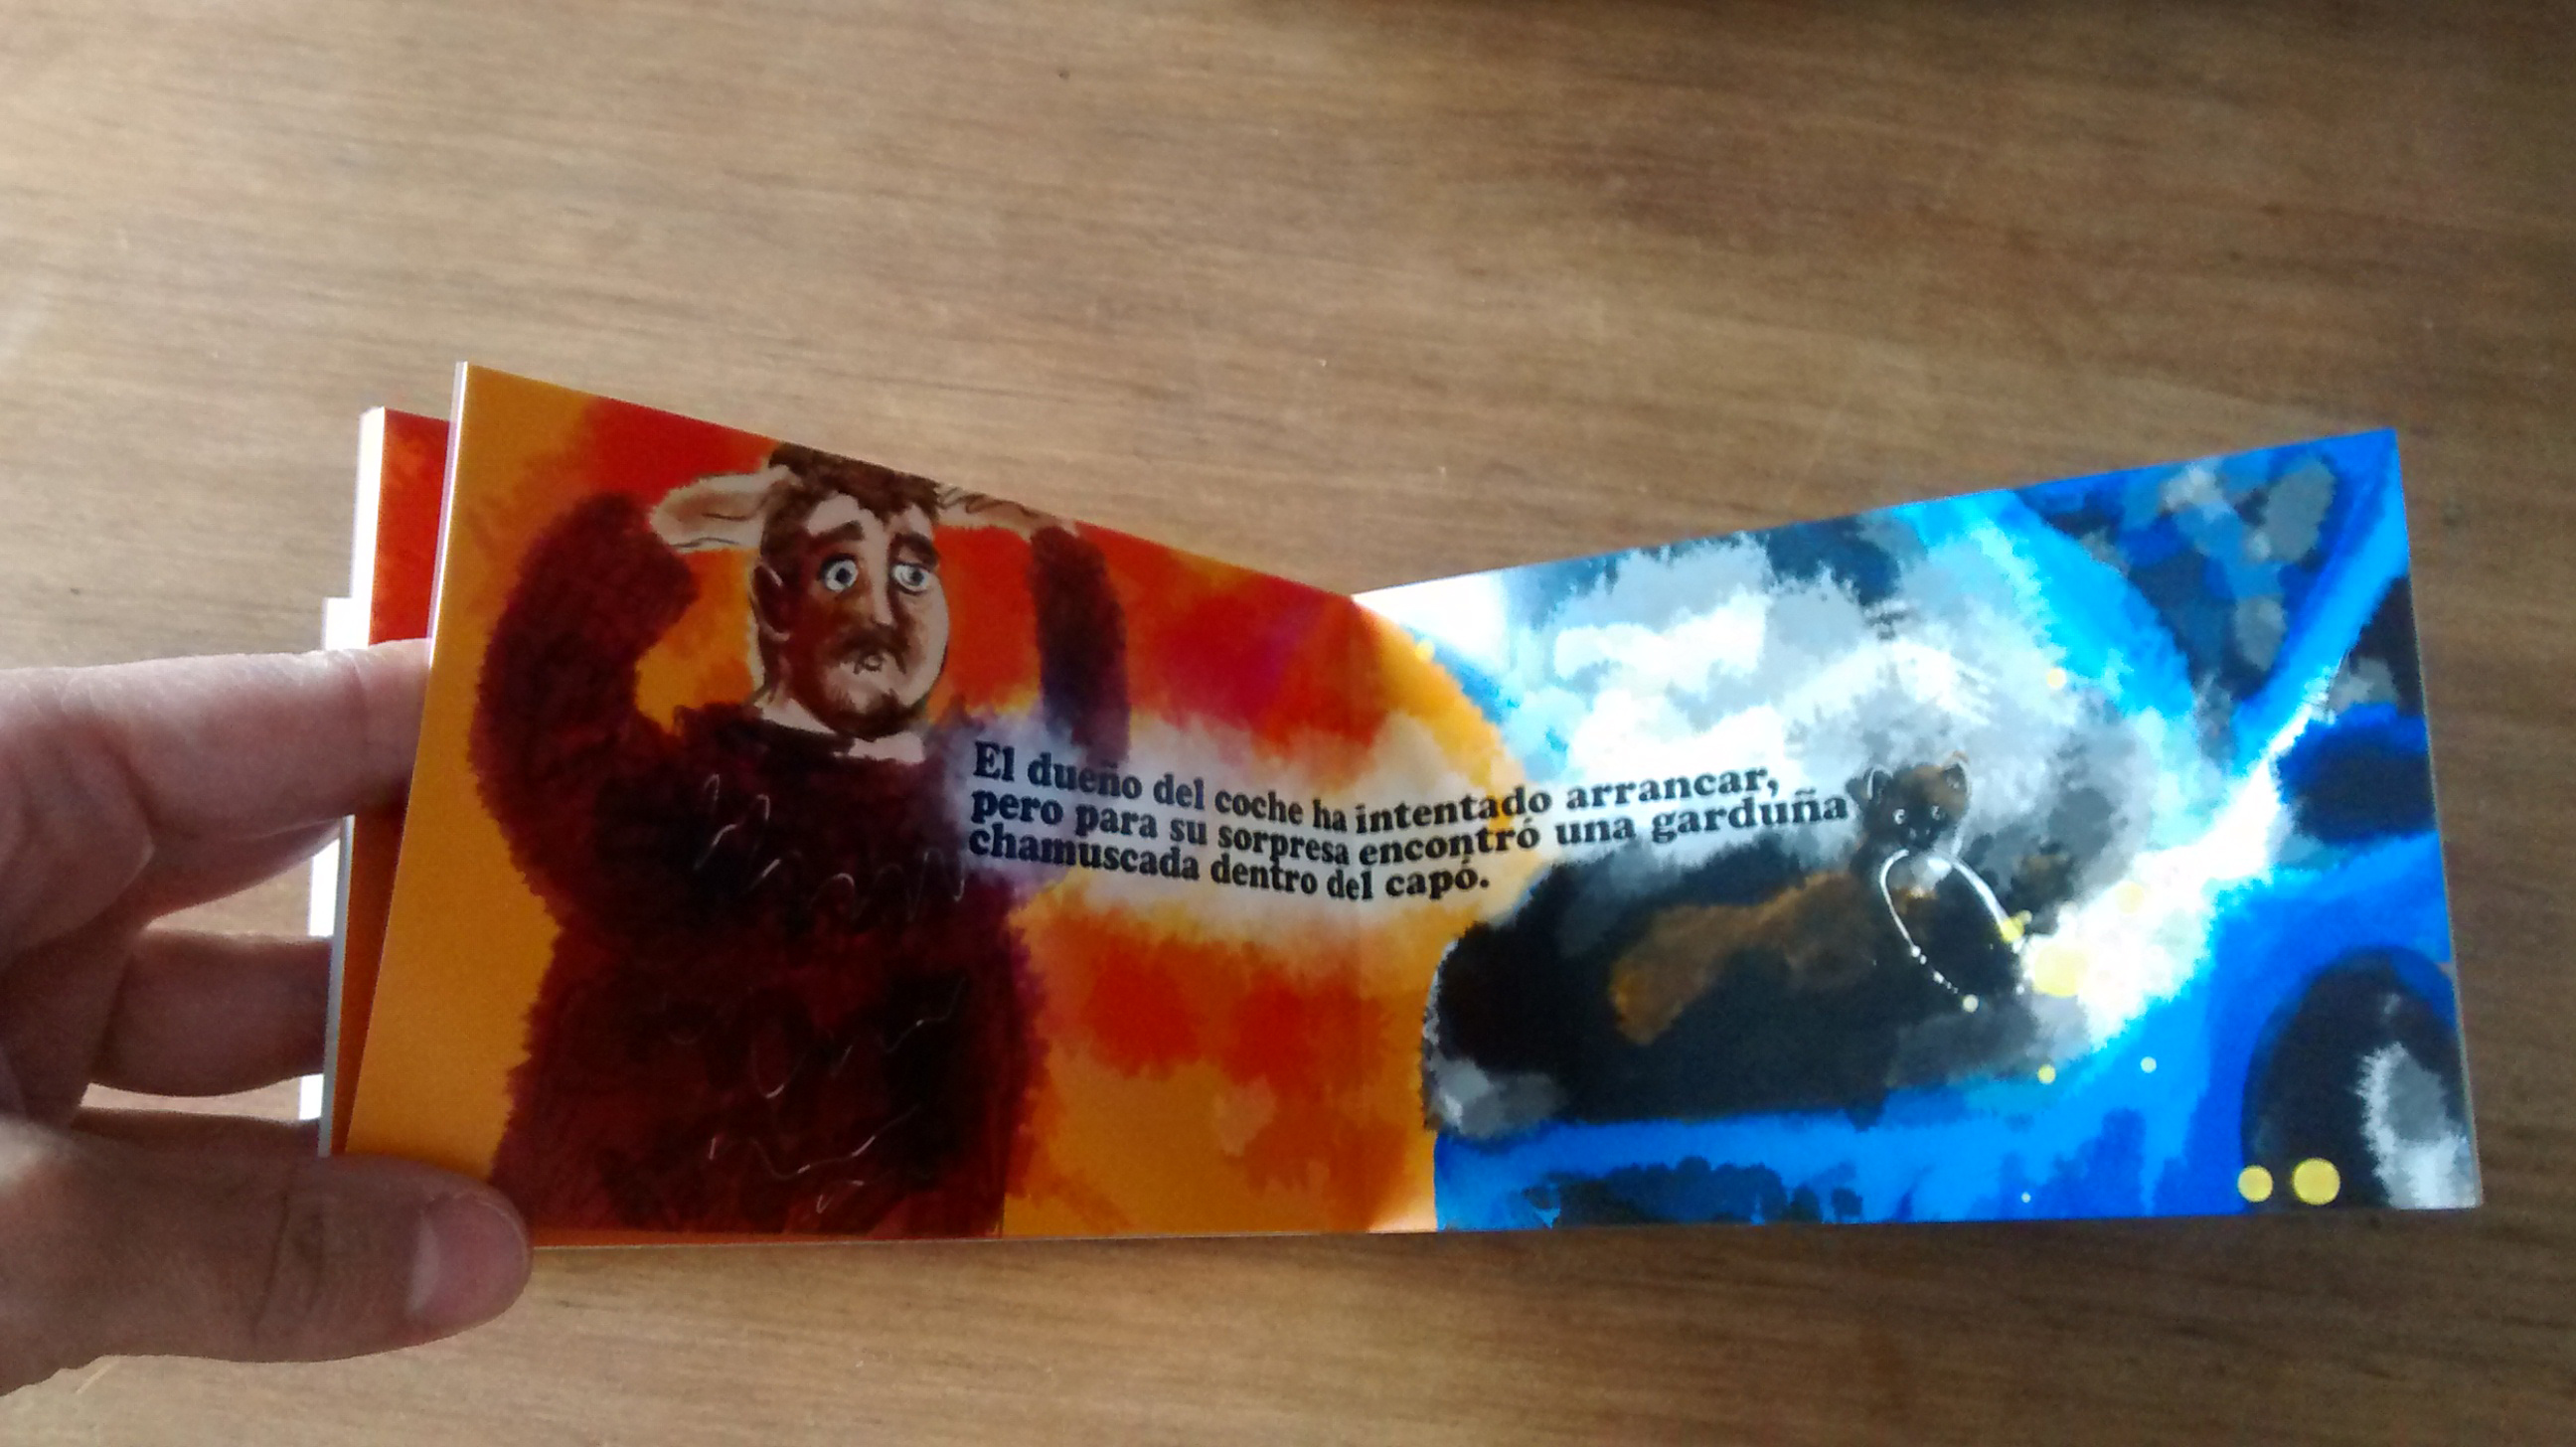 El dueño del coche ha intentado arrancar,
pero para su sorpresa encontró una garduña
chamuscada dentro del capó.